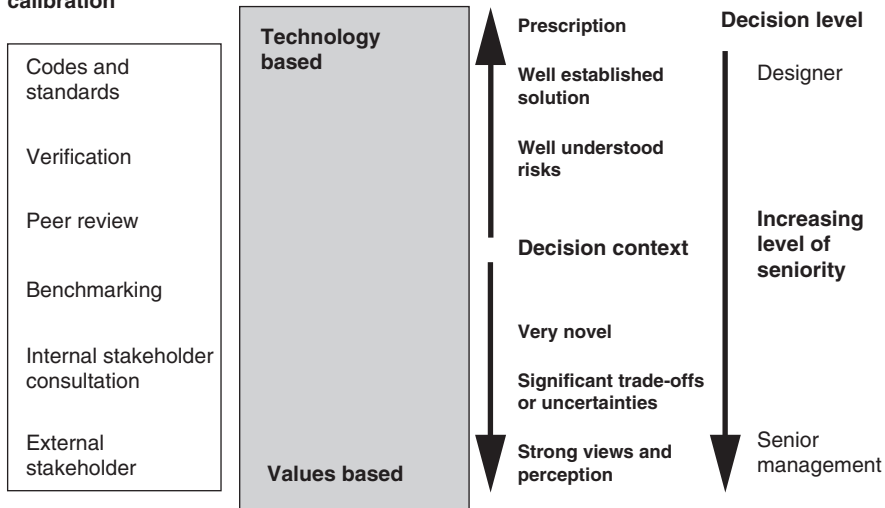 calibration
Codes and
standards
Verification
Peer review
Benchmarking
Internal stakeholder
consultation
External
stakeholder
Technology
based
Values based
Prescription
Well established
solution
Well understood
risks
Decision context
Very novel
Significant trade-offs
or uncertainties
Strong views and
perception
Decision level
Designer
Increasing
level of
seniority
Senior
management